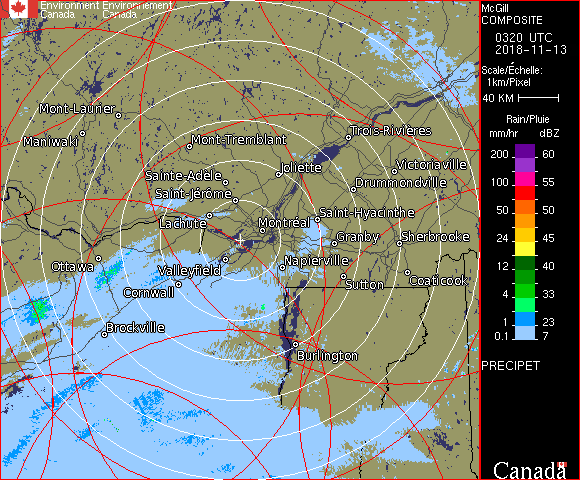 Environment Environnement
Canada Canada
McGill
COMPOSITE
0320 UTC
2018-11-13
Scale/Échelle:
1km/Pixel
40 KM
Rain/Pluie
mm/hr dBZ
200 60
100 55
50 50
24 45
12 40
4 33
1 23
0.1 7
PRECIPET
Canada
Mont-Laurier
Maniwaki
Mont-Tremblant
Trois-Rivières
Sainte-Adèle
Joliette
Victoriaville
Saint-Jérôme
Drummondville
Lachute
Montréal
Saint-Hyacinthe
Granby
Sherbrooke
Ottawa
Valleyfield
Napierville
Cornwall
Sutton
Coaticook
Brockville
Burlington